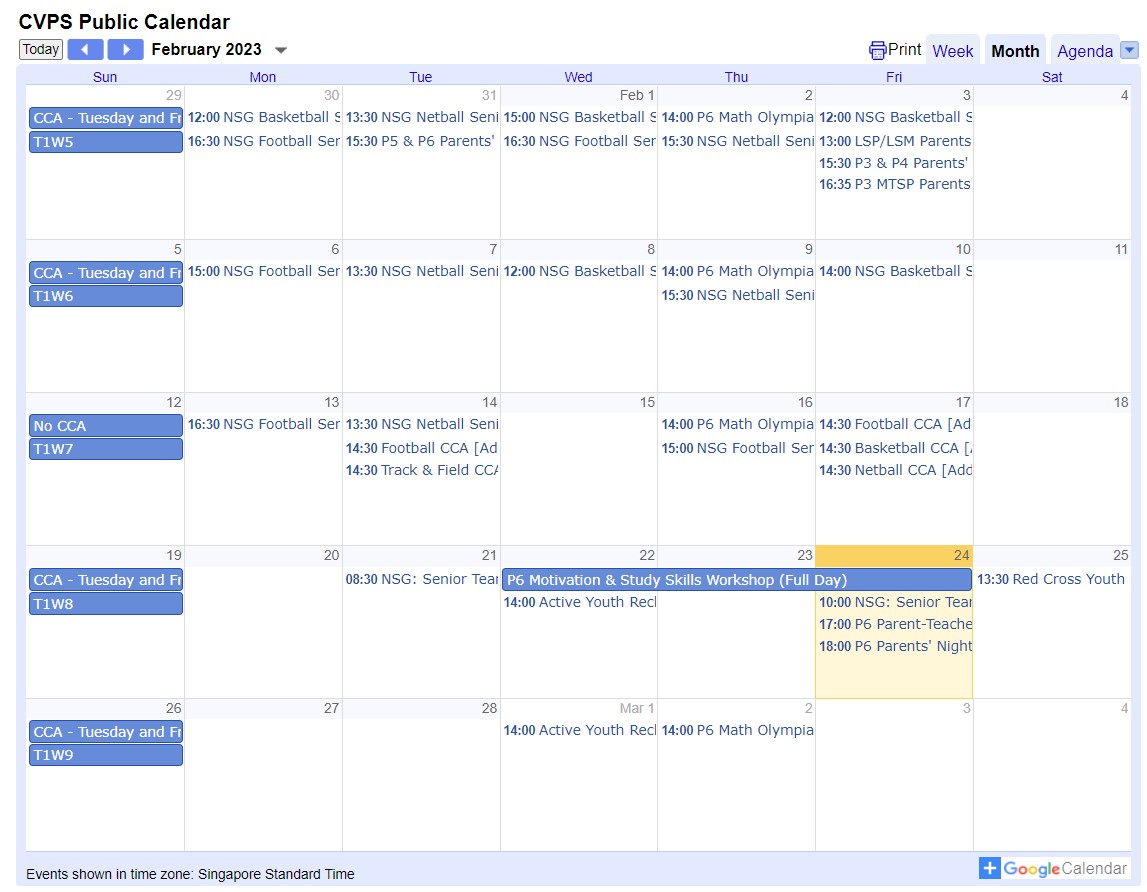 CVPS Public Calendar
Today February 2023 Print Week Month Agenda
Sun Mon Tue Wed Thu Fri Sat
29 30 31 Feb 1 2 3 4
CCA - Tuesday and Fr 12:00 NSG Basketball S 13:30 NSG Netball Seni 15:00 NSG Basketball S 14:00 P6 Math Olympia 12:00 NSG Basketball S
T1W5 16:30 NSG Football Ser 15:30 P5 & P6 Parents' 16:30 NSG Football Ser 15:30 NSG Netball Seni 13:00 LSP/LSM Parents
15:30 P3 & P4 Parents'
16:35 P3 MTSP Parents
5 6 7 8 9 10 11
CCA - Tuesday and Fr 15:00 NSG Football Ser 13:30 NSG Netball Seni 12:00 NSG Basketball S 14:00 P6 Math Olympia 14:00 NSG Basketball S
T1W6 15:30 NSG Netball Seni
12 13 14 15 16 17 18
No CCA 16:30 NSG Football Ser 13:30 NSG Netball Seni 14:00 P6 Math Olympia 14:30 Football CCA [Ad
T1W7 14:30 Football CCA [Ad 15:00 NSG Football Ser 14:30 Basketball CCA [
14:30 Track & Field CCA 14:30 Netball CCA [Add
19 20 21 22 23 24 25
CCA - Tuesday and Fr 08:30 NSG: Senior Tear P6 Motivation & Study Skills Workshop (Full Day) 13:30 Red Cross Youth
T1W8 14:00 Active Youth Recl 10:00 NSG: Senior Tear
17:00 P6 Parent-Teache
18:00 P6 Parents' Night
26 27 28 Mar 1 2 3 4
CCA - Tuesday and Fr 14:00 Active Youth Recl 14:00 P6 Math Olympia
T1W9
Events shown in time zone: Singapore Standard Time
+ Google Calendar